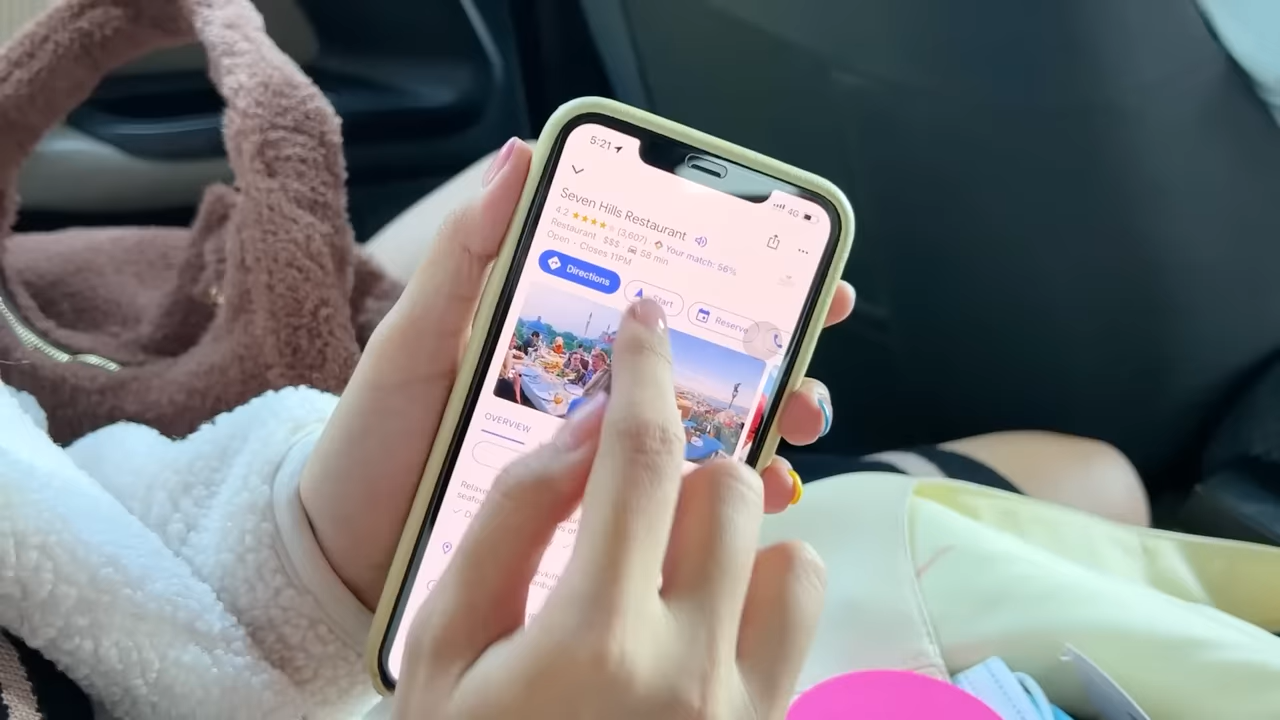 5:21
4G
Seven Hills Restaurant
4.2 (3,607) · Your match: 56%
Restaurant · $$$ · 58 min
Open · Closes 11PM
Directions
Start
Reserve
OVERVIEW